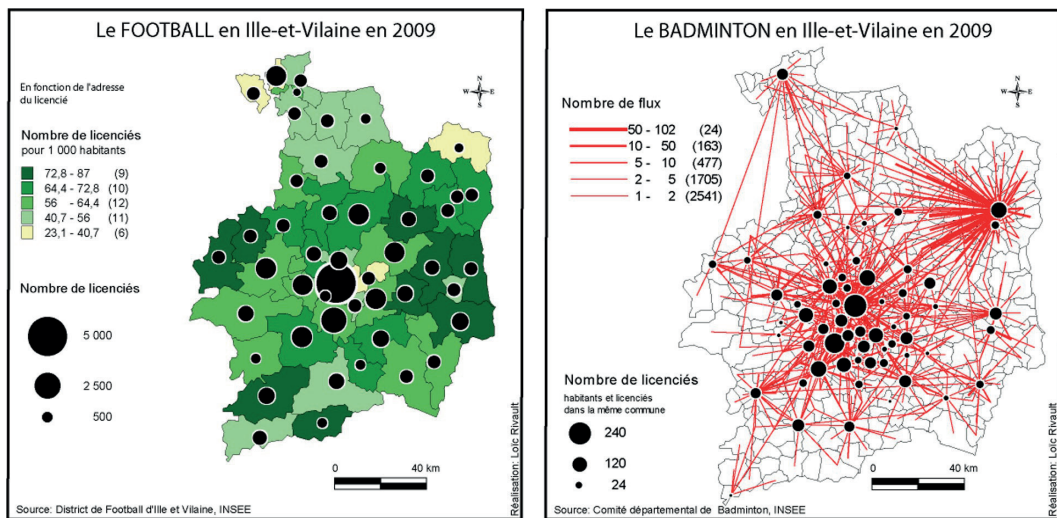 Le FOOTBALL en Ille-et-Vilaine en 2009
En fonction de l'adresse
du licencié
N
W E
S
Nombre de licenciés
pour 1 000 habitants
72,8 - 87 (9)
64,4 - 72,8 (10)
56 - 64,4 (12)
40,7 - 56 (11)
23,1 - 40,7 (6)
Nombre de licenciés
5 000
2 500
500
0 40 km
Source: District de Football d'Ille et Vilaine, INSEE
Réalisation: Loïc Rivault
Le BADMINTON en Ille-et-Vilaine en 2009
N
W E
S
Nombre de flux
50 - 102 (24)
10 - 50 (163)
5 - 10 (477)
2 - 5 (1705)
1 - 2 (2541)
Nombre de licenciés
habitants et licenciés
dans la même commune
240
120
24
0 40 km
Source: Comité départemental de Badminton, INSEE
Réalisation: Loïc Rivault